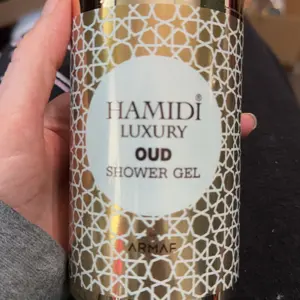 HAMIDI®
LUXURY
OUD
SHOWER GEL
ARMAF